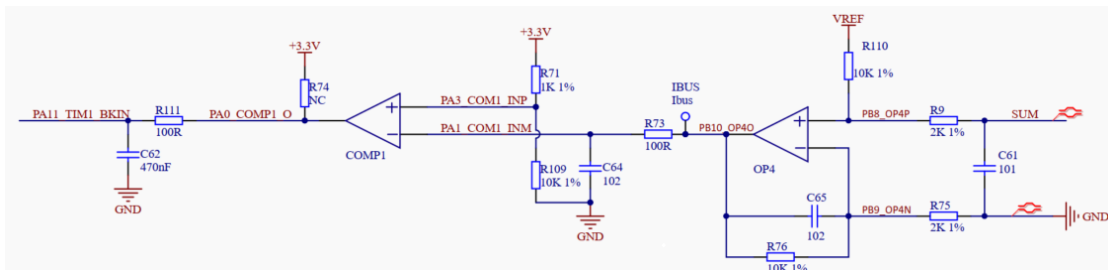 VREF
R110
10K 1%
+3.3V
+3.3V
R74
NC
R71
1K 1%
IBUS
Ibus
PA11_TIM1_BKIN
R111
100R
PA0_COMP1_O
PA3_COM1_INP
PB8_OP4P
R9
2K 1%
SUM
PA1_COM1_INM
R73
100R
PB10_OP4O
COMP1
OP4
C62
470nF
GND
R109
10K 1%
C64
102
GND
C61
101
C65
102
PB9_OP4N
R75
2K 1%
GND
R76
10K 1%